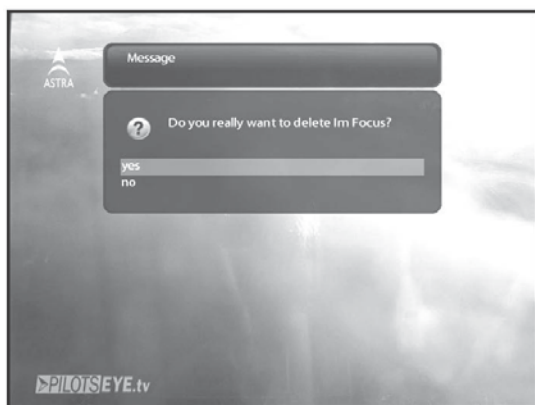 ASTRA
Message
Do you really want to delete Im Focus?
yes
no
PILOTSEYE.tv